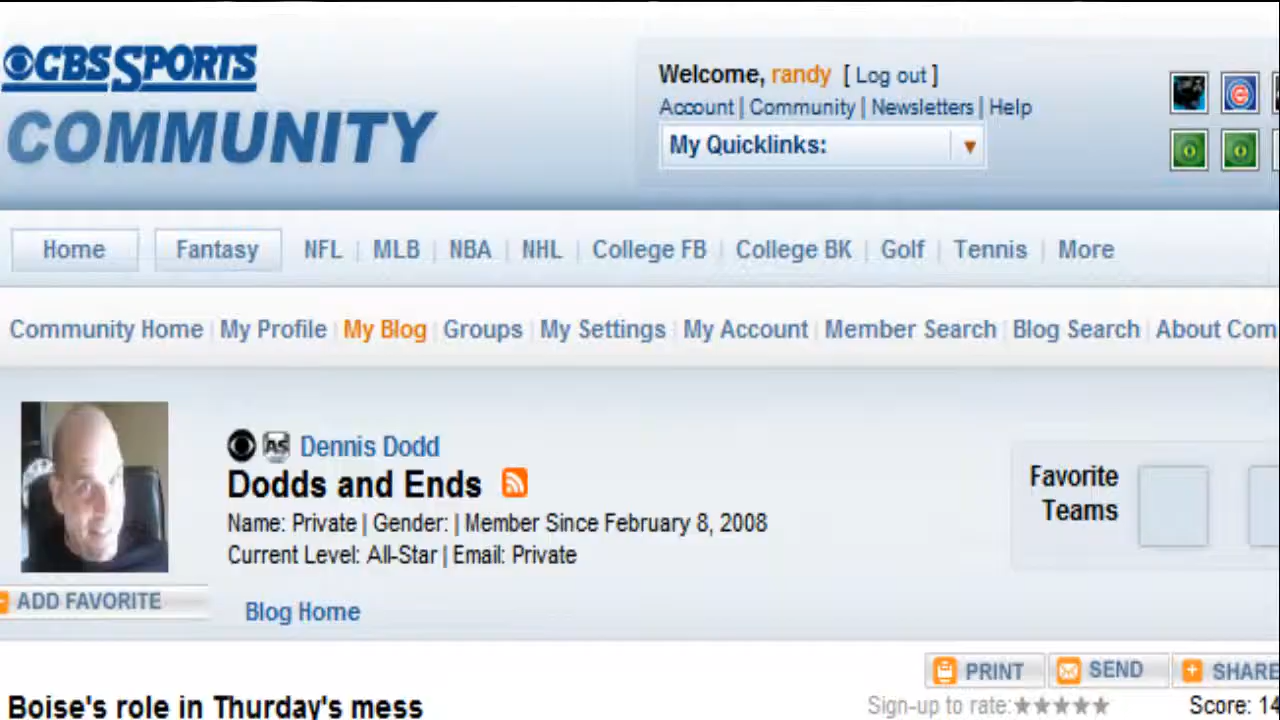 CBS SPORTS
COMMUNITY
Welcome, randy [ Log out ]
Account | Community | Newsletters | Help
My Quicklinks:
Home Fantasy NFL | MLB | NBA | NHL | College FB | College BK | Golf | Tennis | More
Community Home | My Profile | My Blog | Groups | My Settings | My Account | Member Search | Blog Search | About Com
AS Dennis Dodd
Dodds and Ends
Name: Private | Gender: | Member Since February 8, 2008
Current Level: All-Star | Email: Private
Favorite
Teams
ADD FAVORITE
Blog Home
PRINT SEND SHARE
Boise's role in Thurday's mess
Sign-up to rate: Score: 14